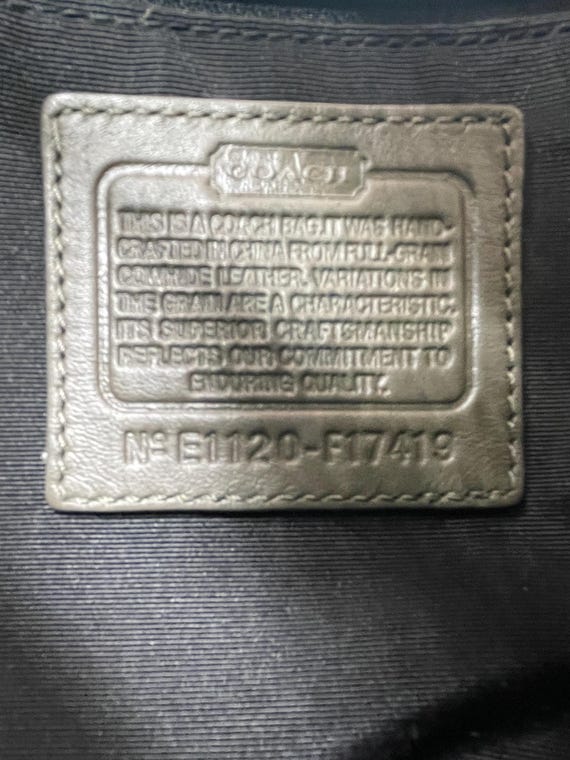 COACH
THIS IS A COACH BAG. IT WAS HAND-
CRAFTED IN CHINA FROM FULL-GRAIN
COWHIDE LEATHER. VARIATIONS IN
THE GRAIN ARE A CHARACTERISTIC.
ITS SUPERIOR CRAFTSMANSHIP
REFLECTS OUR COMMITMENT TO
ENDURING QUALITY.
Nº E1120-F17419